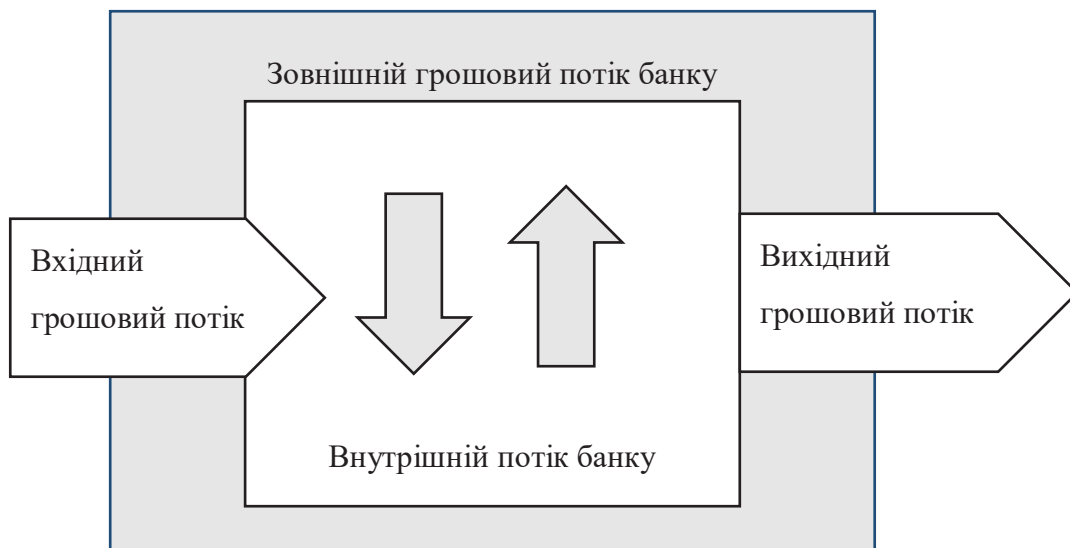 Зовнішній грошовий потік банку
Вхідний
грошовий потік
Вихідний
грошовий потік
Внутрішній потік банку